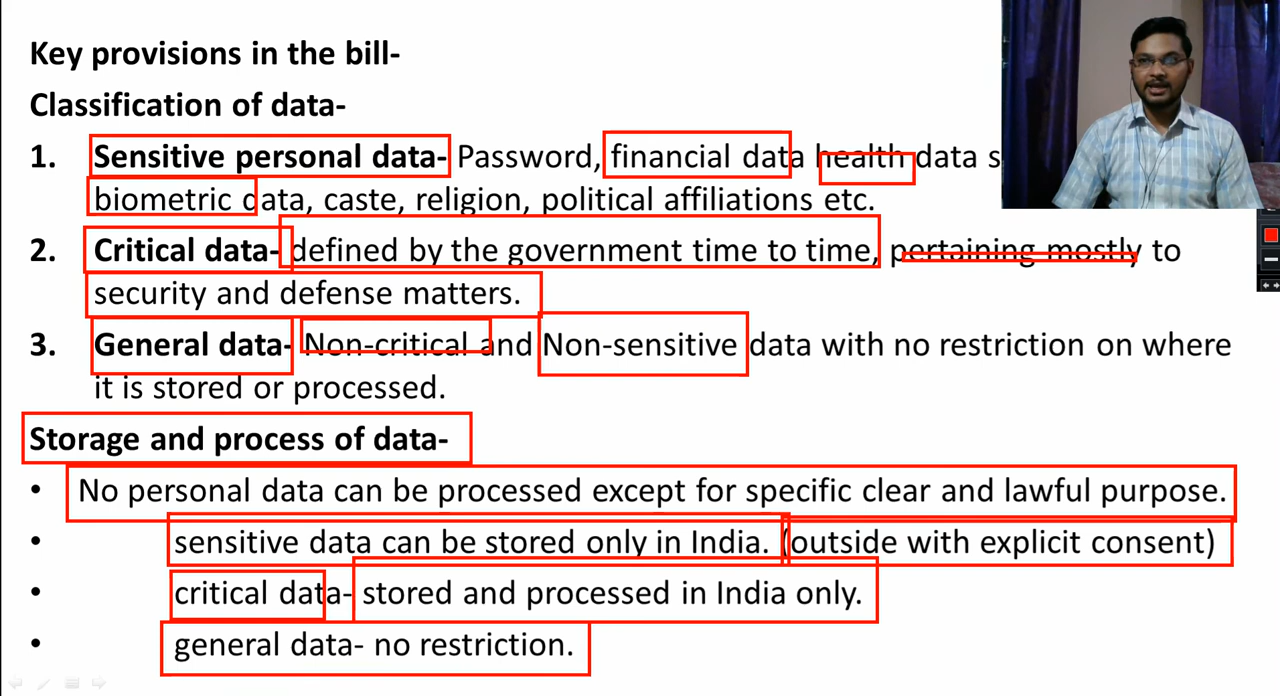 Key provisions in the bill-
Classification of data-
1. Sensitive personal data- Password, financial data health data
biometric data, caste, religion, political affiliations etc.
2. Critical data- defined by the government time to time, pertaining mostly to
security and defense matters.
3. General data- Non-critical and Non-sensitive data with no restriction on where
it is stored or processed.
Storage and process of data-
• No personal data can be processed except for specific clear and lawful purpose.
• sensitive data can be stored only in India. (outside with explicit consent)
• critical data- stored and processed in India only.
• general data- no restriction.